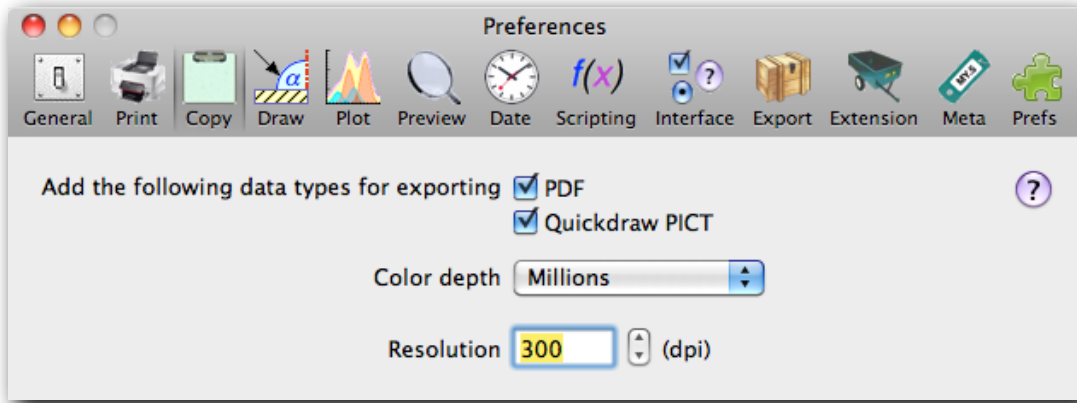 Preferences
α
f(x)
?
MV.S
General Print Copy Draw Plot Preview Date Scripting Interface Export Extension Meta Prefs
Add the following data types for exporting PDF
?
Quickdraw PICT
Color depth Millions
Resolution 300 (dpi)